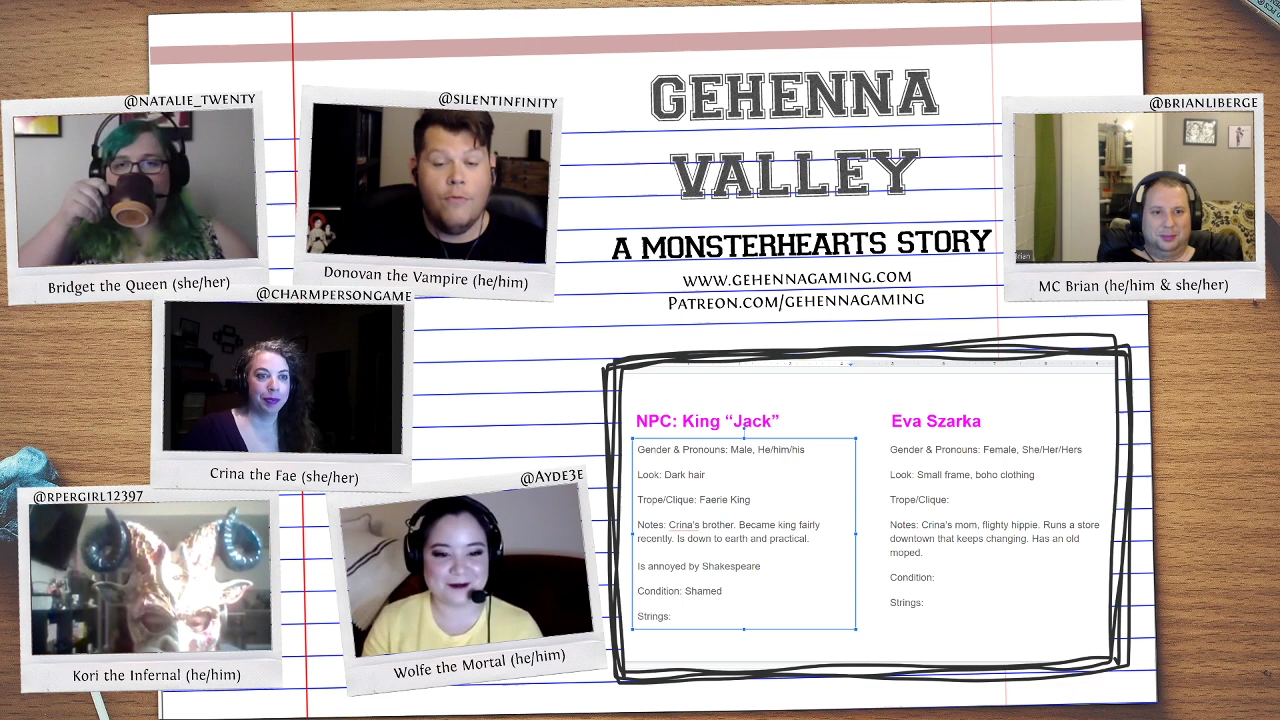 @NATALIE_TWENTY
Bridget the Queen (she/her)
@SILENTINFINITY
Donovan the Vampire (he/him)
GEHENNA
VALLEY
A MONSTERHEARTS STORY
WWW.GEHENNAGAMING.COM
PATREON.COM/GEHENNAGAMING
@BRIANLIBERGE
Brian
MC Brian (he/him & she/her)
@CHARMPERSONGAME
Crina the Fae (she/her)
@RPERGIRL12397
Kori the Infernal (he/him)
@AYDE3E
Wolfe the Mortal (he/him)
NPC: King “Jack”
Gender & Pronouns: Male, He/him/his
Look: Dark hair
Trope/Clique: Faerie King
Notes: Crina's brother. Became king fairly
recently. Is down to earth and practical.
Is annoyed by Shakespeare
Condition: Shamed
Strings:
Eva Szarka
Gender & Pronouns: Female, She/Her/Hers
Look: Small frame, boho clothing
Trope/Clique:
Notes: Crina's mom, flighty hippie. Runs a store
downtown that keeps changing. Has an old
moped.
Condition:
Strings: